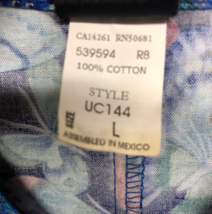 CA14261 RN50681
539594 R8
100% COTTON
STYLE
UC144
L
ASSEMBLED IN MEXICO